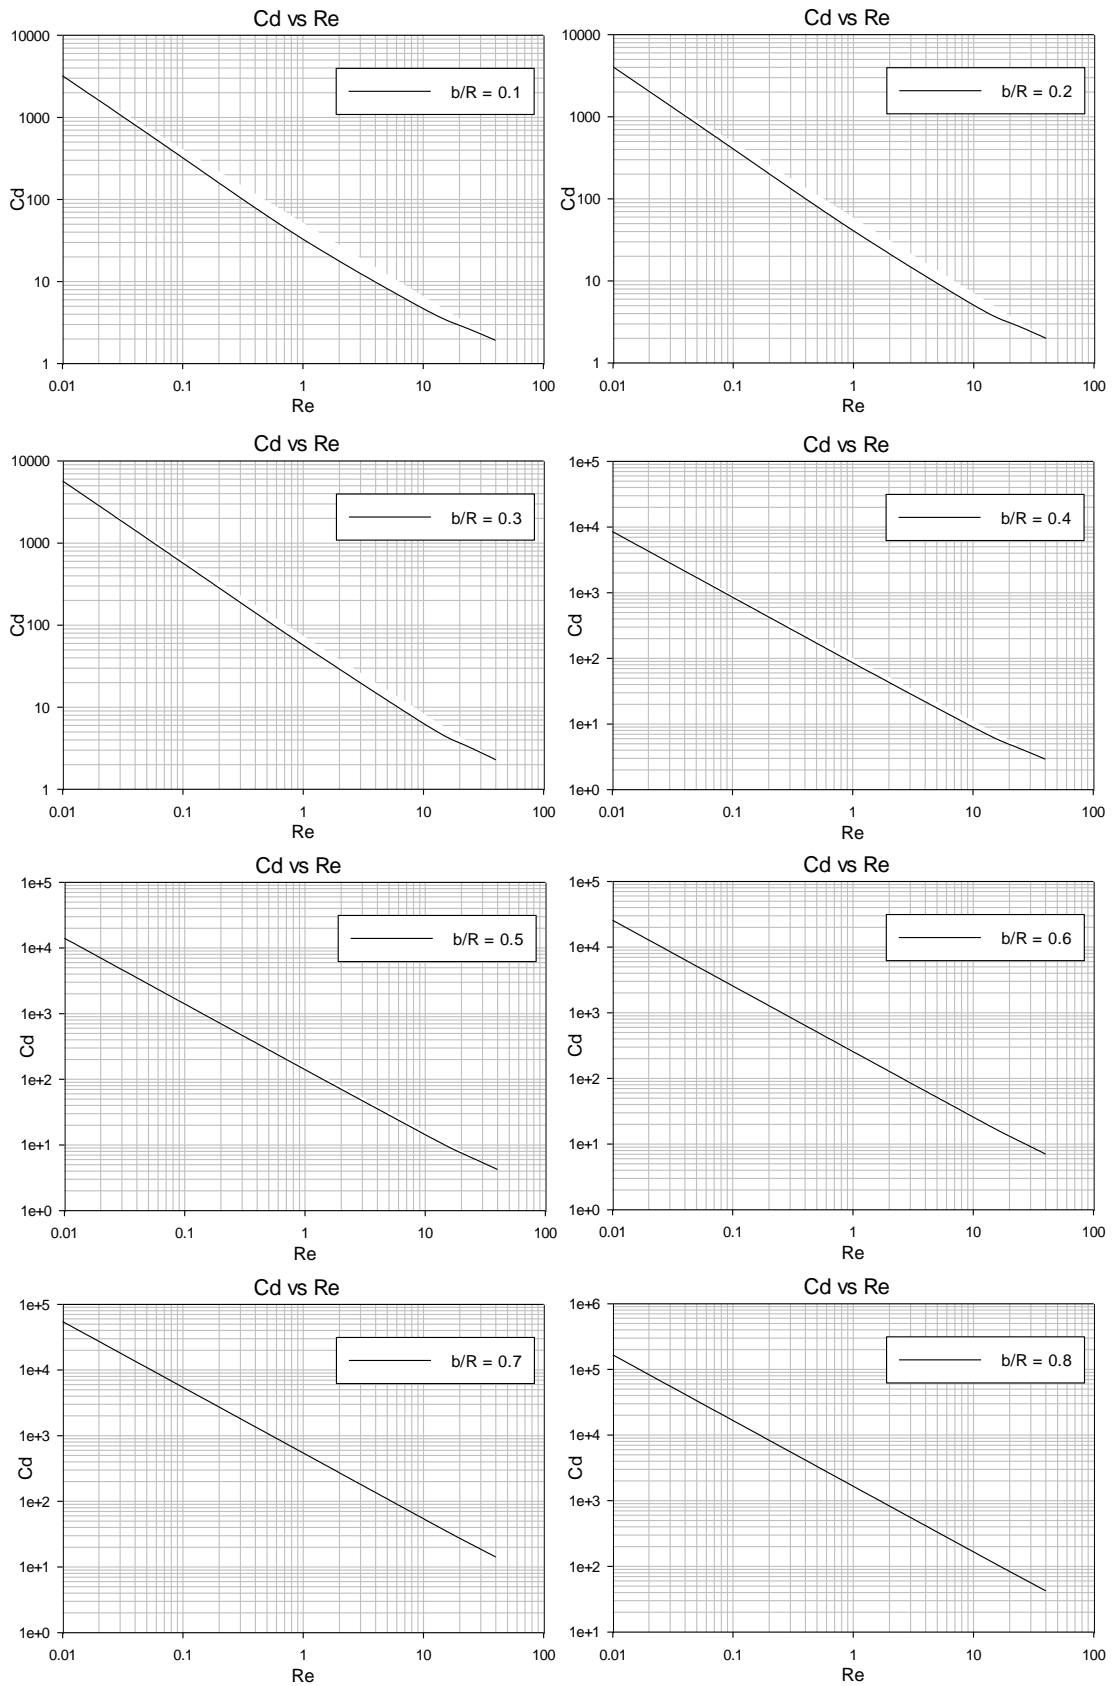 Cd vs Re
10000
1000
100
10
1
Cd
b/R = 0.1
0.01 0.1 1 10 100
Re
Cd vs Re
10000
1000
100
10
1
Cd
b/R = 0.2
0.01 0.1 1 10 100
Re
Cd vs Re
10000
1000
100
10
1
Cd
b/R = 0.3
0.01 0.1 1 10 100
Re
Cd vs Re
1e+5
1e+4
1e+3
1e+2
1e+1
1e+0
Cd
b/R = 0.4
0.01 0.1 1 10 100
Re
Cd vs Re
1e+5
1e+4
1e+3
1e+2
1e+1
1e+0
Cd
b/R = 0.5
0.01 0.1 1 10 100
Re
Cd vs Re
1e+5
1e+4
1e+3
1e+2
1e+1
1e+0
Cd
b/R = 0.6
0.01 0.1 1 10 100
Re
Cd vs Re
1e+5
1e+4
1e+3
1e+2
1e+1
1e+0
Cd
b/R = 0.7
0.01 0.1 1 10 100
Re
Cd vs Re
1e+6
1e+5
1e+4
1e+3
1e+2
1e+1
Cd
b/R = 0.8
0.01 0.1 1 10 100
Re